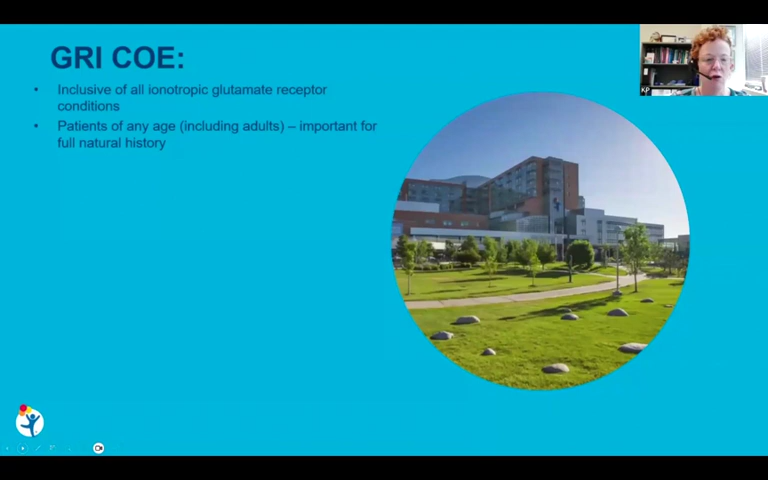 GRI COE:
• Inclusive of all ionotropic glutamate receptor
conditions
• Patients of any age (including adults) – important for
full natural history
KP